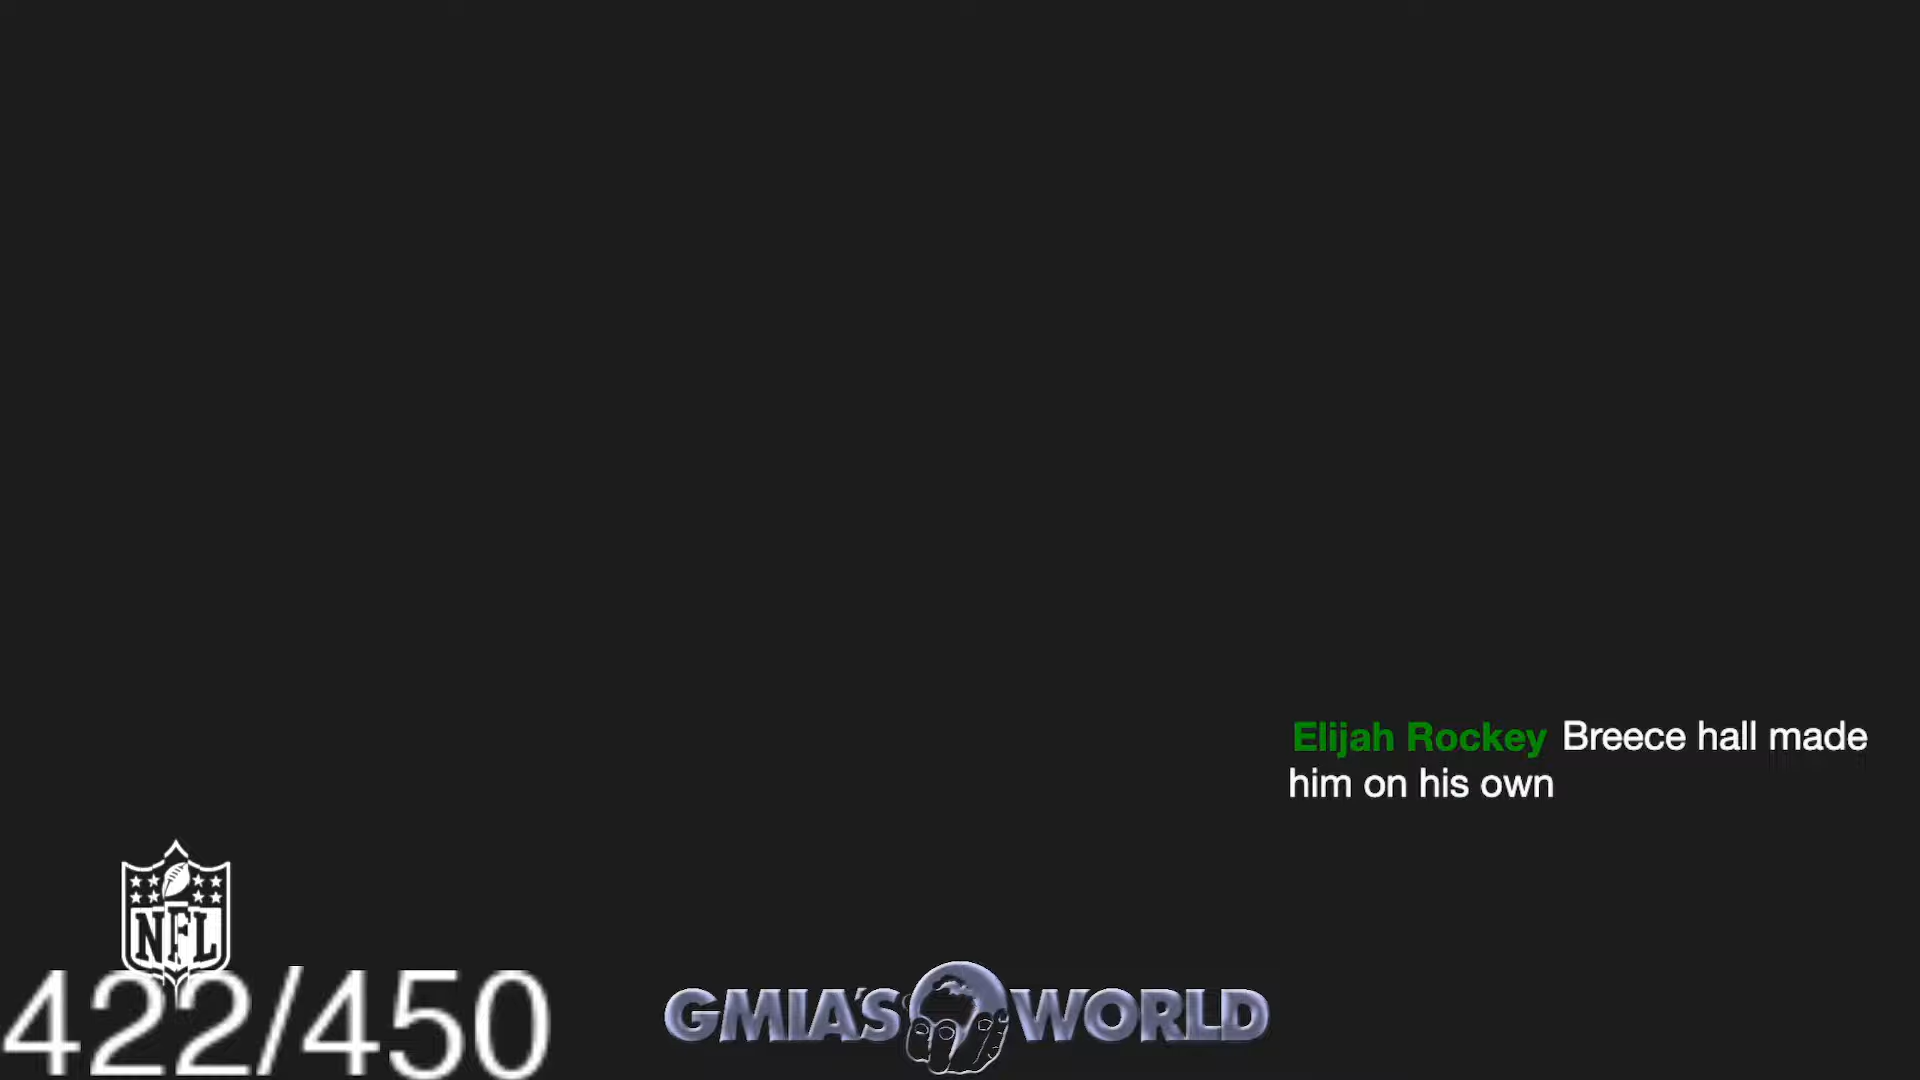 Elijah Rockey Breece hall made
him on his own
NFL
422/450
GMIA'S WORLD